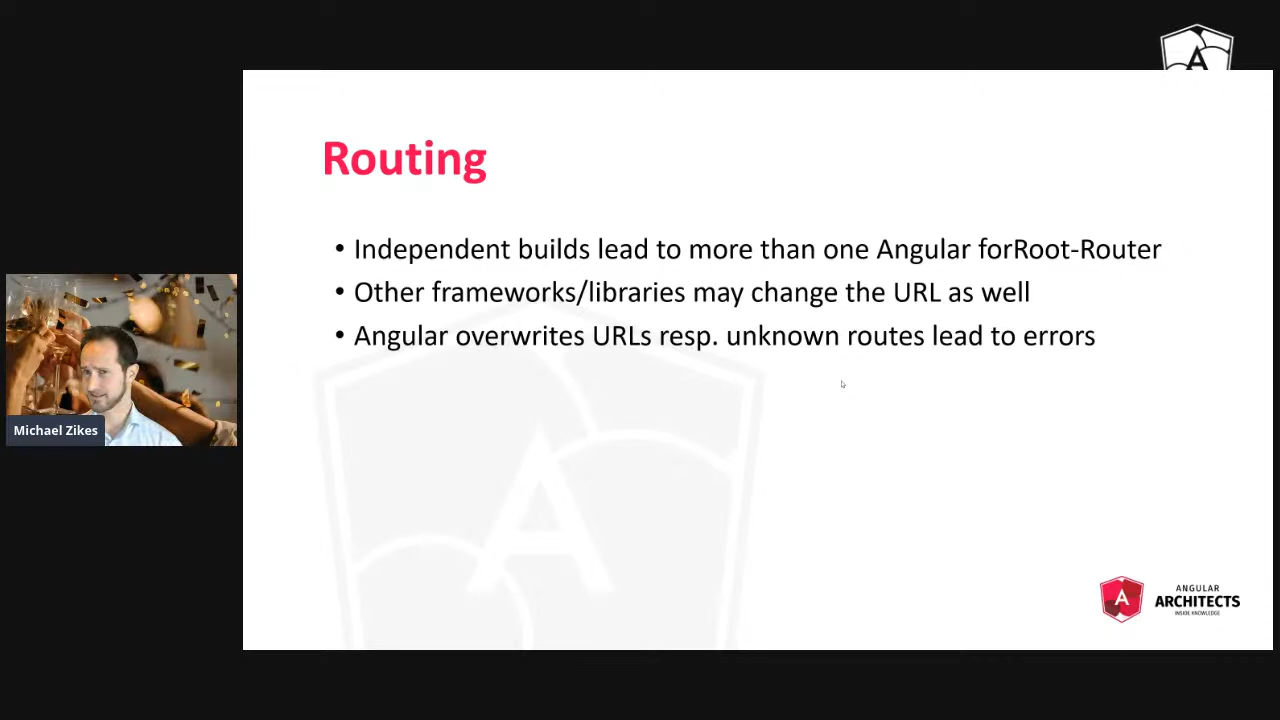 Routing
• Independent builds lead to more than one Angular forRoot-Router
• Other frameworks/libraries may change the URL as well
• Angular overwrites URLs resp. unknown routes lead to errors
Michael Zikes
ANGULAR
ARCHITECTS
INSIDE KNOWLEDGE